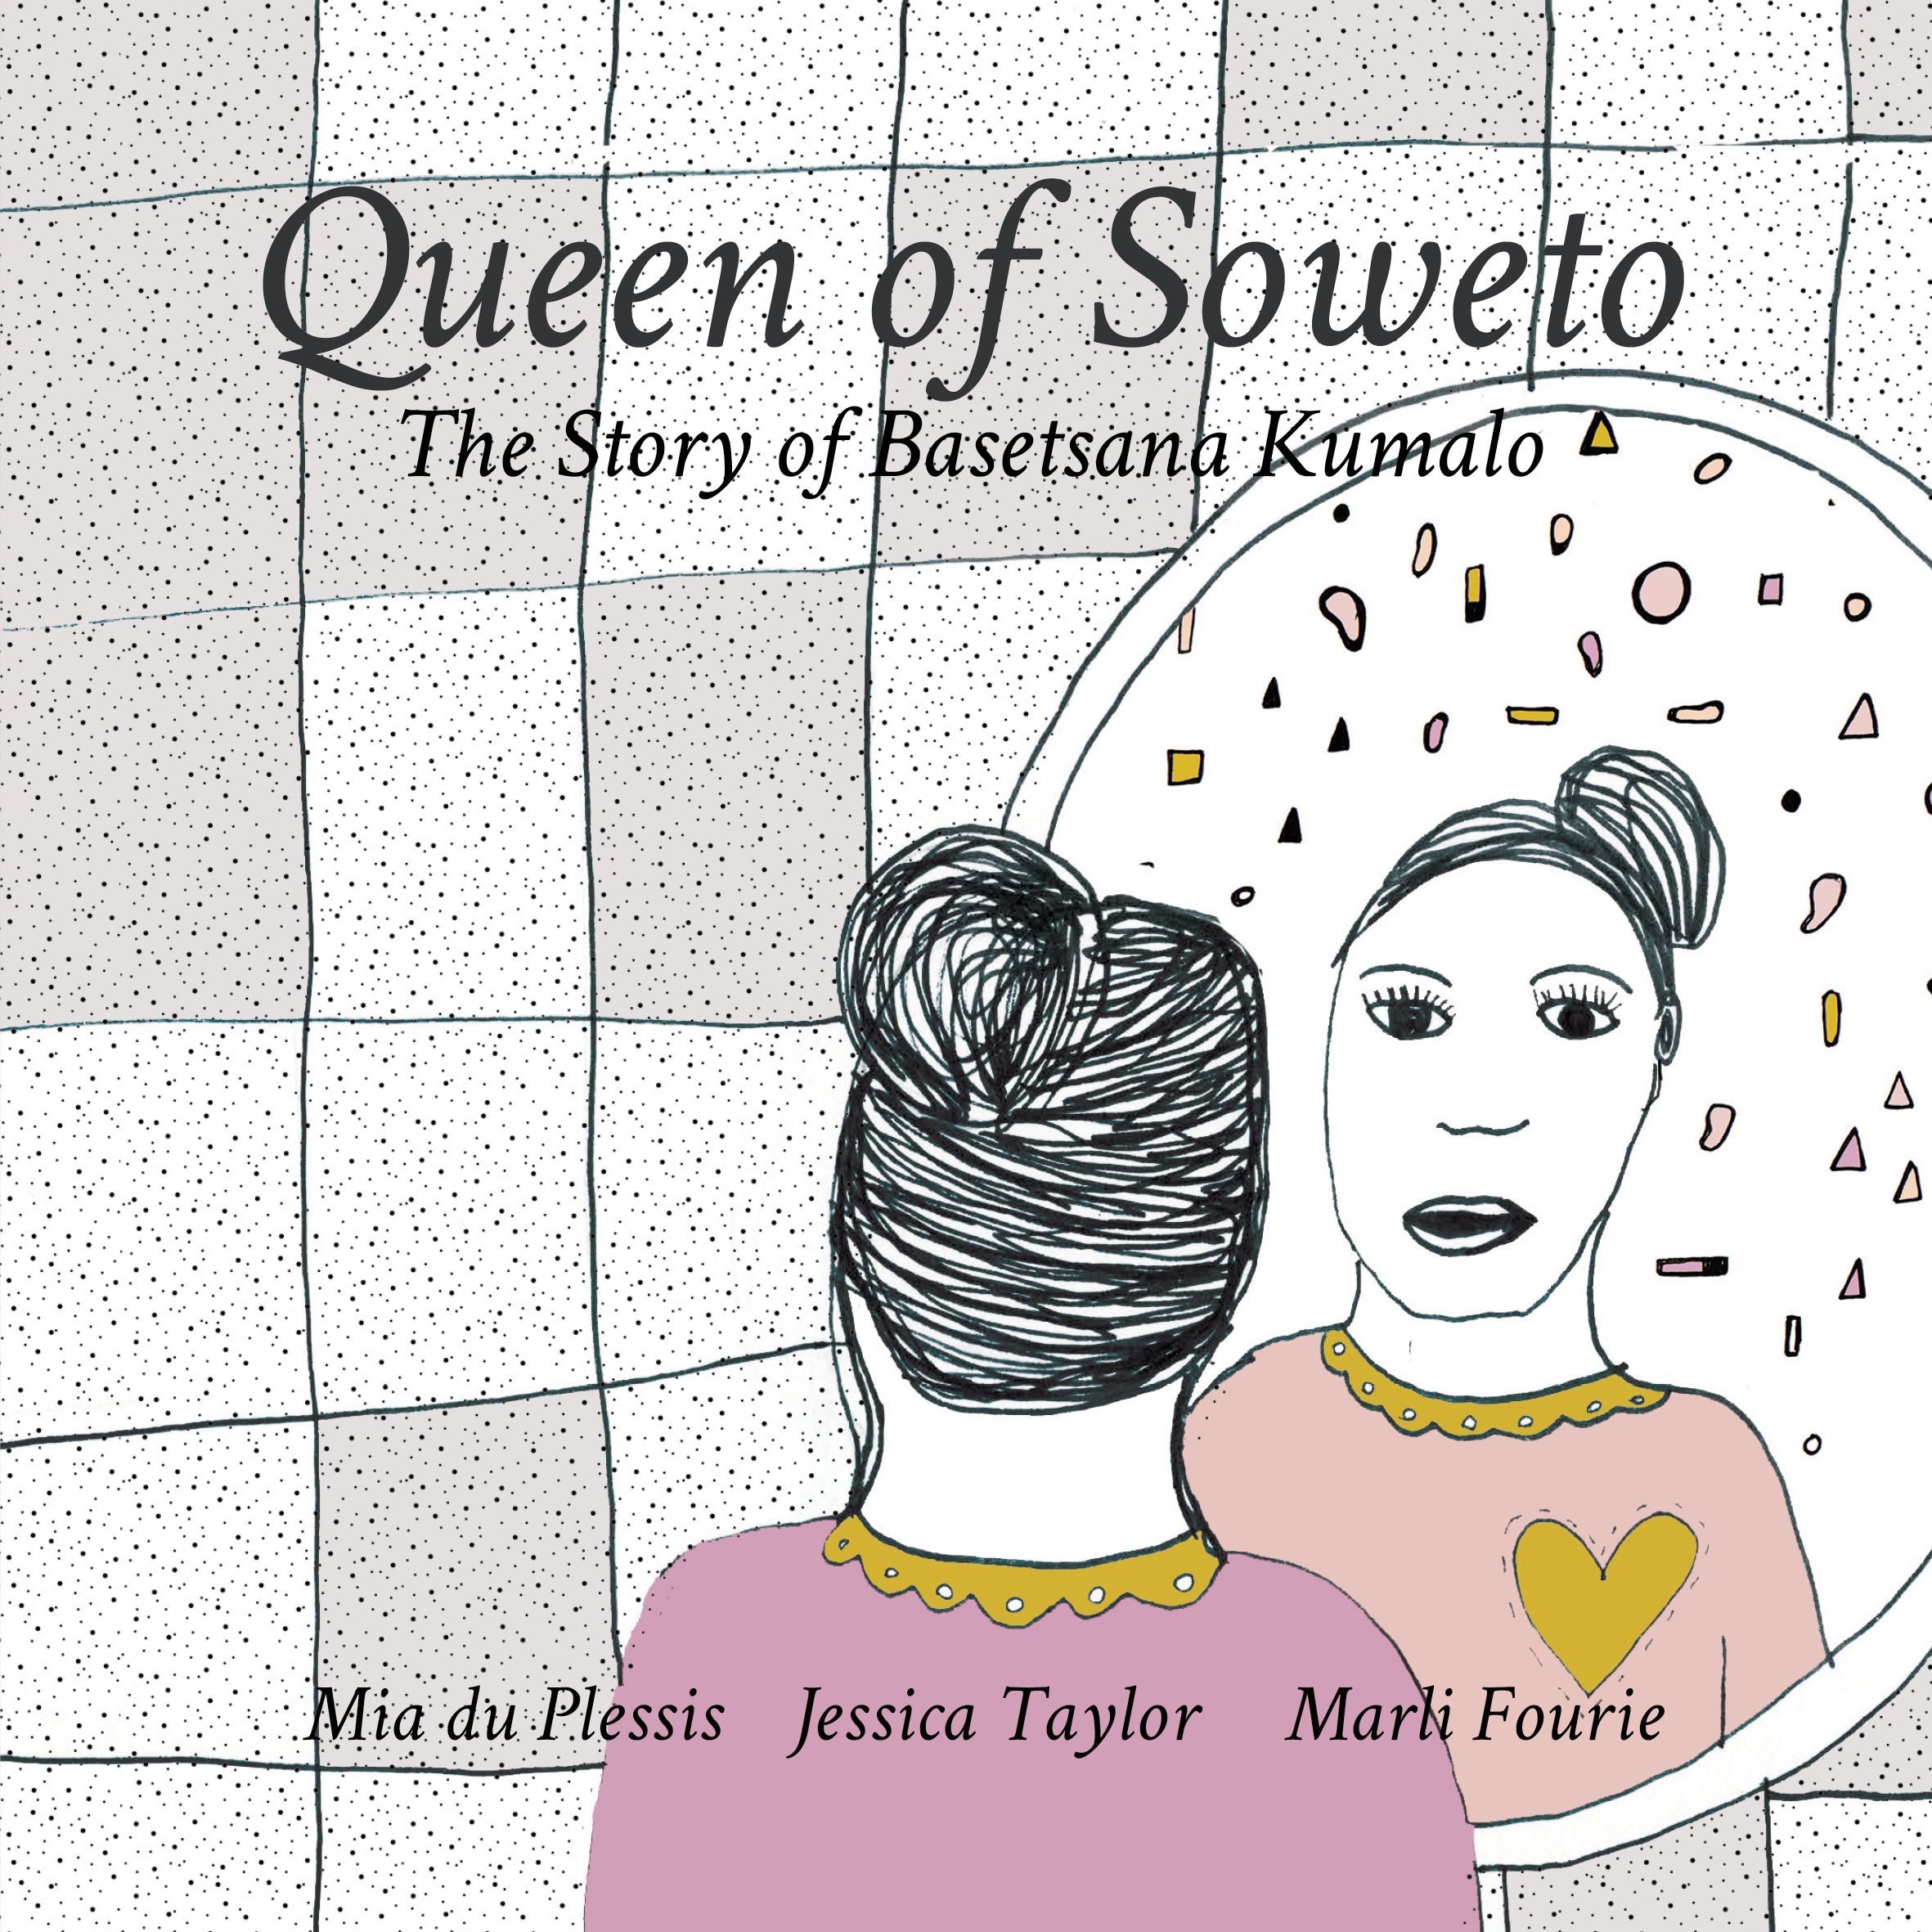 Queen of Soweto
The Story of Basetsana Kumalo
Mia du Plessis Jessica Taylor Marli Fourie